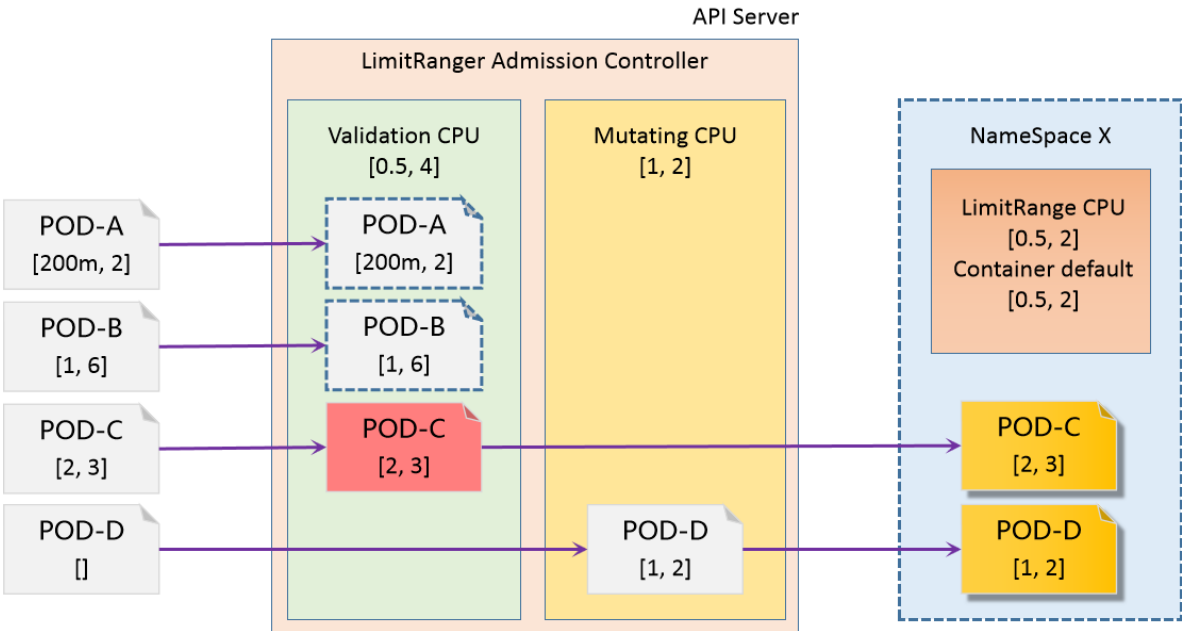 API Server
LimitRanger Admission Controller
Validation CPU
[0.5, 4]
Mutating CPU
[1, 2]
NameSpace X
LimitRange CPU
[0.5, 2]
Container default
[0.5, 2]
POD-A
[200m, 2]
POD-A
[200m, 2]
POD-B
[1, 6]
POD-B
[1, 6]
POD-C
[2, 3]
POD-C
[2, 3]
POD-C
[2, 3]
POD-D
[]
POD-D
[1, 2]
POD-D
[1, 2]